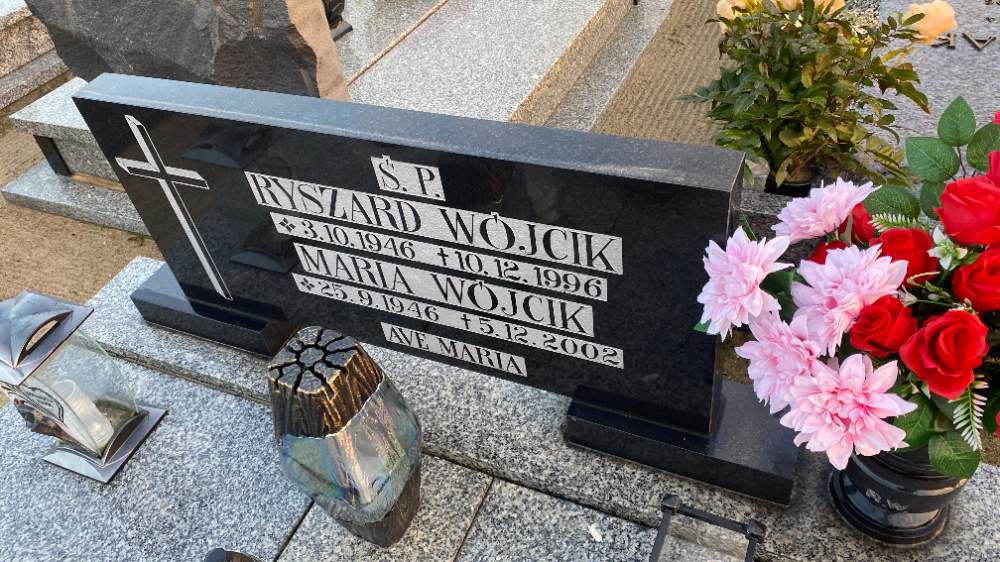 Ś. P.
RYSZARD WÓJCIK
✣ 3.10.1946 ✝ 10.12.1996
MARIA WÓJCIK
✣ 25.9.1946 ✝ 5.12.2002
AVE MARIA